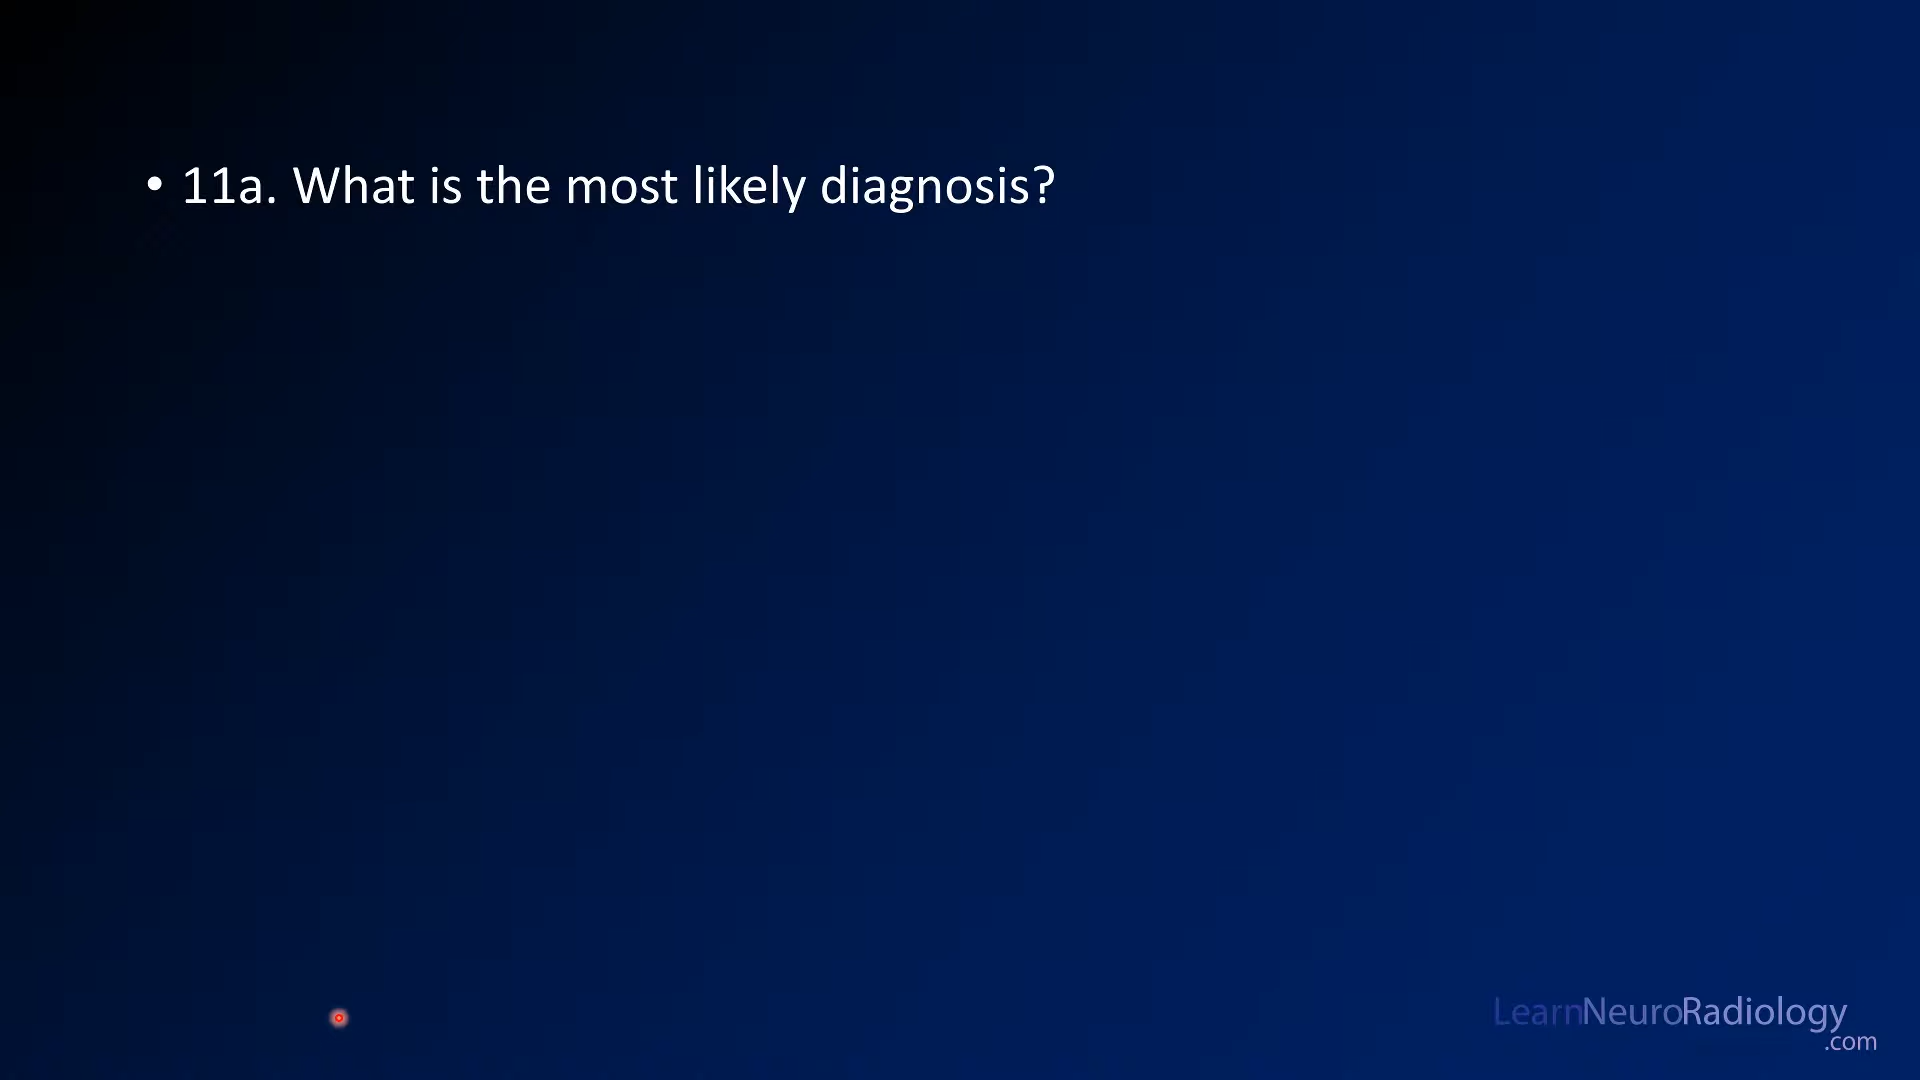 • 11a. What is the most likely diagnosis?
LearnNeuroRadiology
.com